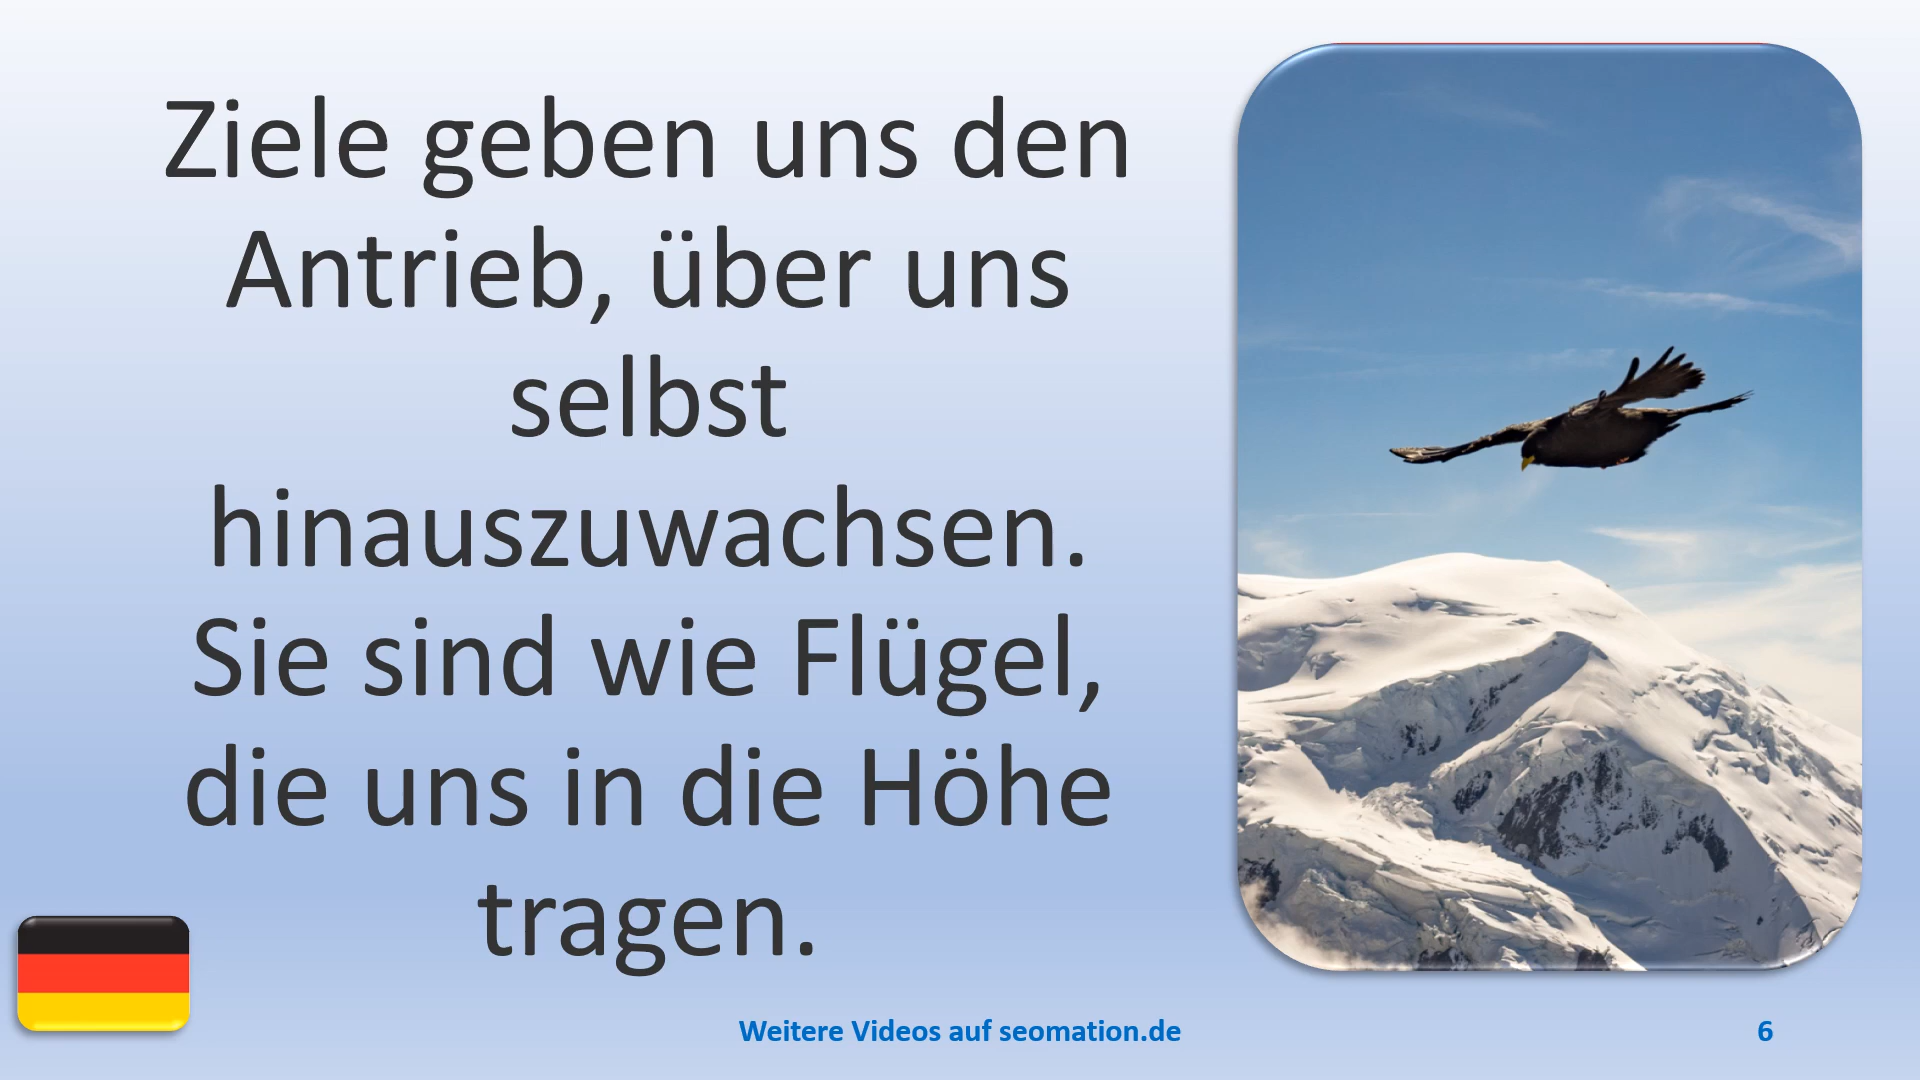 Ziele geben uns den
Antrieb, über uns
selbst
hinauszuwachsen.
Sie sind wie Flügel,
die uns in die Höhe
tragen.
Weitere Videos auf seomation.de
6